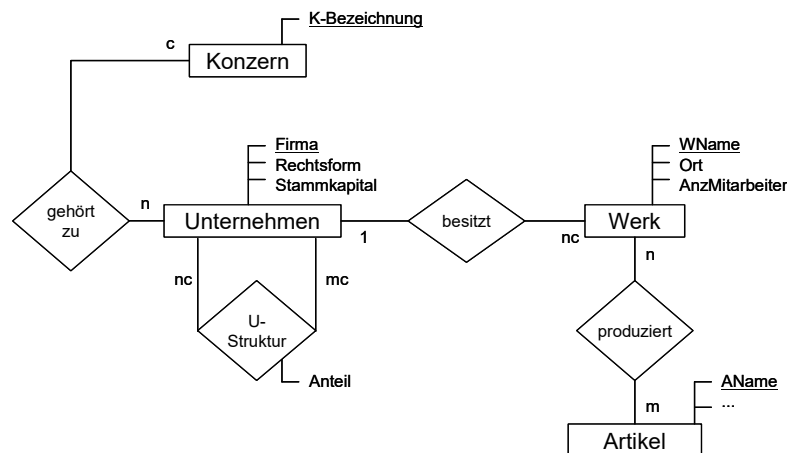 K-Bezeichnung
c
Konzern
Firma
Rechtsform
Stammkapital
WName
Ort
AnzMitarbeiter
gehört
zu
n
Unternehmen
1
besitzt
nc
Werk
n
nc
mc
U-
Struktur
Anteil
produziert
m
AName
...
Artikel